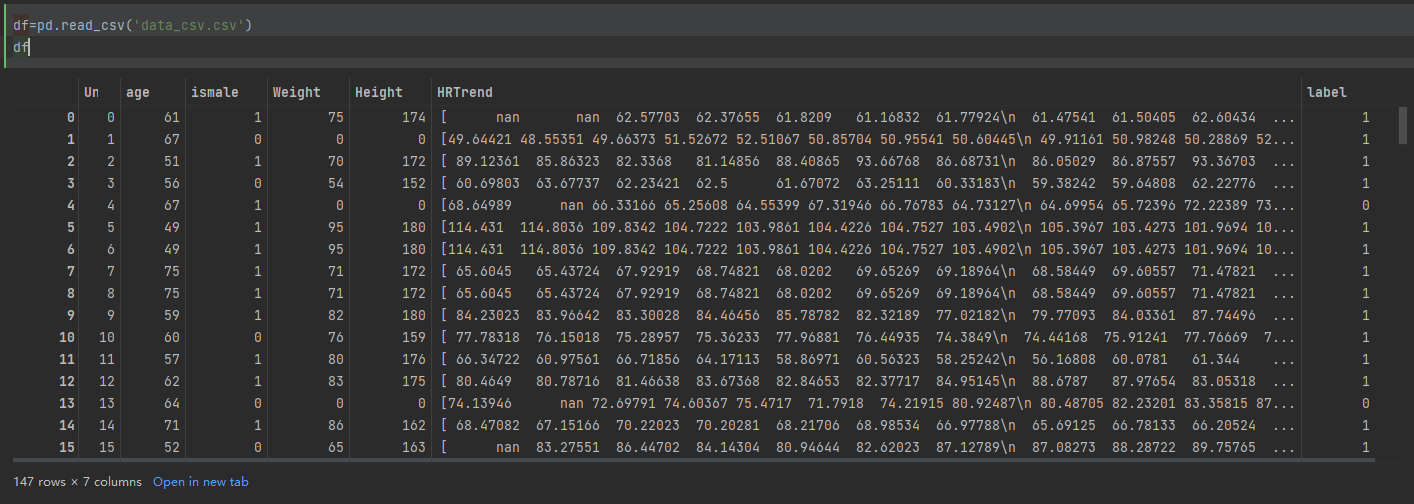 df=pd.read_csv('data_csv.csv')
df
Un age ismale Weight Height HRTrend label
0 0 61 1 75 174 [ nan nan 62.57703 62.37655 61.8209 61.16832 61.77924\n 61.47541 61.50405 62.60434 ... 1
1 1 67 0 0 0 [49.64421 48.55351 49.66373 51.52672 52.51067 50.85704 50.95541 50.60445\n 49.91161 50.98248 50.28869 52... 1
2 2 51 1 70 172 [ 89.12361 85.86323 82.3368 81.14856 88.40865 93.66768 86.68731\n 86.05029 86.87557 93.36703 ... 1
3 3 56 0 54 152 [ 60.69803 63.67737 62.23421 62.5 61.67072 63.25111 60.33183\n 59.38242 59.64808 62.22776 ... 1
4 4 67 1 0 0 [68.64989 nan 66.33166 65.25608 64.55399 67.31946 66.76783 64.73127\n 64.69954 65.72396 72.22389 73... 0
5 5 49 1 95 180 [114.431 114.8036 109.8342 104.7222 103.9861 104.4226 104.7527 103.4902\n 105.3967 103.4273 101.9694 10... 1
6 6 49 1 95 180 [114.431 114.8036 109.8342 104.7222 103.9861 104.4226 104.7527 103.4902\n 105.3967 103.4273 101.9694 10... 1
7 7 75 1 71 172 [ 65.6045 65.43724 67.92919 68.74821 68.0202 69.65269 69.18964\n 68.58449 69.60557 71.47821 ... 1
8 8 75 1 71 172 [ 65.6045 65.43724 67.92919 68.74821 68.0202 69.65269 69.18964\n 68.58449 69.60557 71.47821 ... 1
9 9 59 1 82 180 [ 84.23023 83.96642 83.30028 84.46456 85.78782 82.32189 77.02182\n 79.77093 84.03361 87.74496 ... 1
10 10 60 0 76 159 [ 77.78318 76.15018 75.28957 75.36233 77.96881 76.44935 74.3849\n 74.44168 75.91241 77.76669 7... 1
11 11 57 1 80 176 [ 66.34722 60.97561 66.71856 64.17113 58.86971 60.56323 58.25242\n 56.16808 60.0781 61.344 ... 1
12 12 62 1 83 175 [ 80.4649 80.78716 81.46638 83.67368 82.84653 82.37717 84.95145\n 88.6787 87.97654 83.05318 ... 1
13 13 64 0 0 0 [74.13946 nan 72.69791 74.60367 75.4717 71.7918 74.21915 80.92487\n 80.48705 82.23201 83.35815 87... 0
14 14 71 1 86 162 [ 68.47082 67.15166 70.22023 70.20281 68.21706 68.98534 66.97788\n 65.69125 66.78133 66.20524 ... 1
15 15 52 0 65 163 [ nan 83.27551 86.44702 84.14304 80.94644 82.62023 87.12789\n 87.08273 88.28722 89.75765 ... 1
147 rows × 7 columns Open in new tab